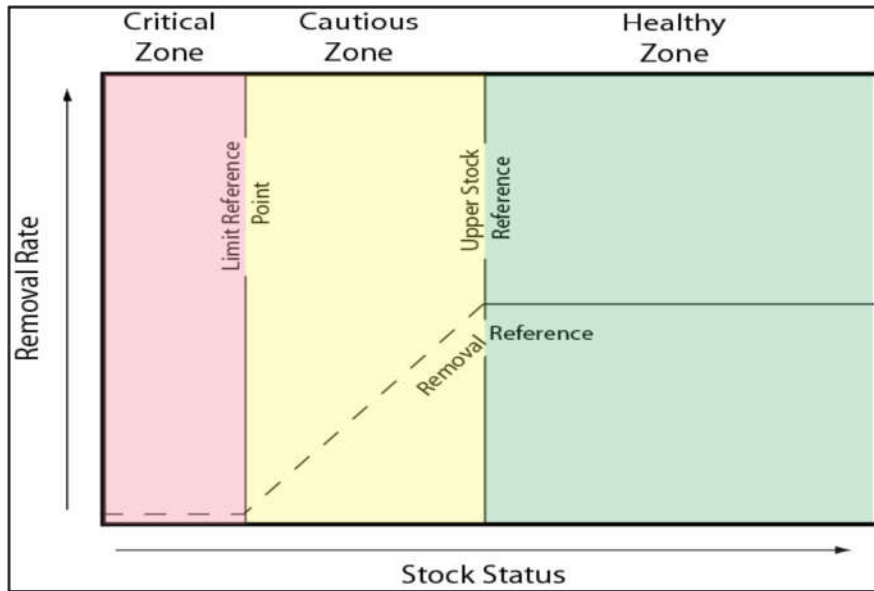 Critical
Zone
Cautious
Zone
Healthy
Zone
Removal Rate
Limit Reference
Point
Upper Stock
Reference
Removal Reference
Stock Status